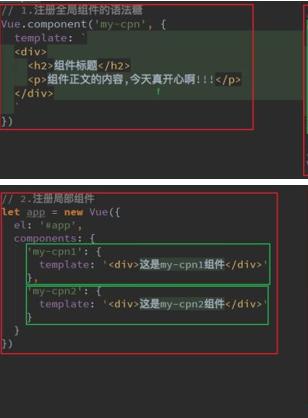 // 1.注册全局组件的语法糖
Vue.component('my-cpn', {
  template: `
  <div>
    <h2>组件标题</h2>
    <p>组件正文的内容,今天真开心啊!!!</p>
  </div>
  `
})
// 2.注册局部组件
let app = new Vue({
  el: '#app',
  components: {
    'my-cpn1': {
      template: '<div>这是my-cpn1组件</div>'
    },
    'my-cpn2': {
      template: '<div>这是my-cpn2组件</div>'
    }
  }
})